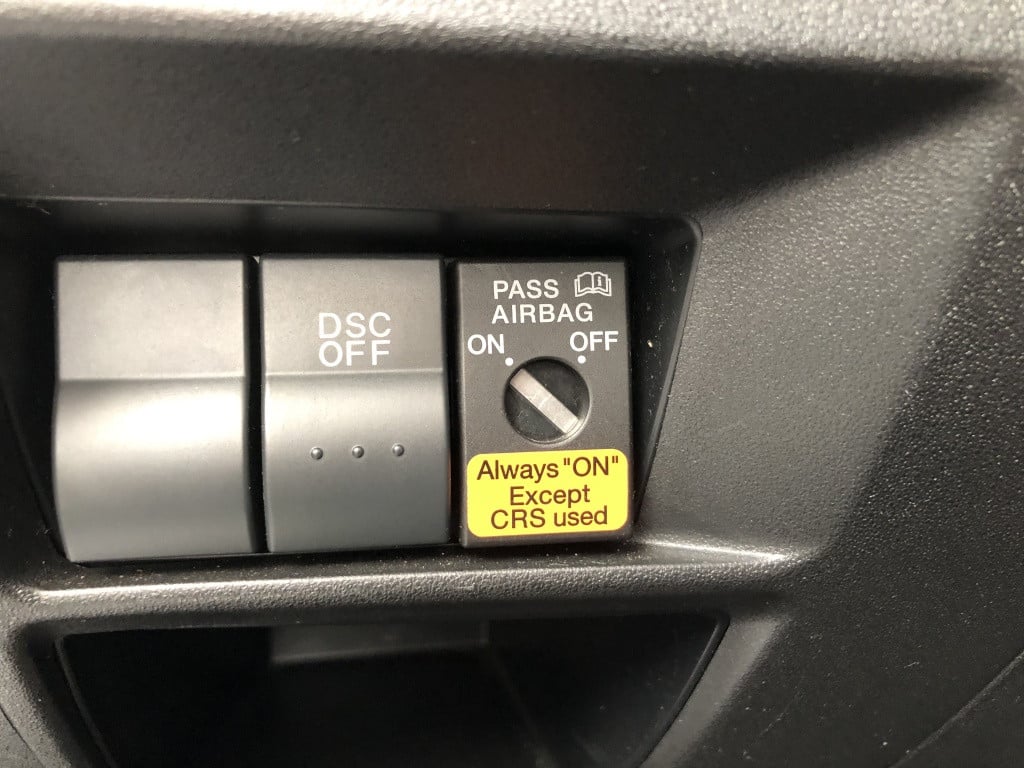 DSC
OFF
PASS
AIRBAG
ON OFF
Always "ON"
Except
CRS used